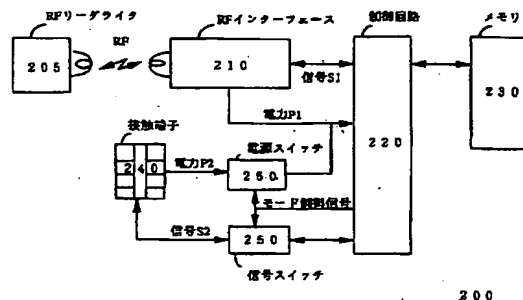 RFリーダライタ
RFインターフェース
制御回路
メモリ
205
RF
210
信号S1
220
230
電力P1
接触端子
電源スイッチ
240
電力P2
260
モード制御信号
信号S2
250
信号スイッチ
200